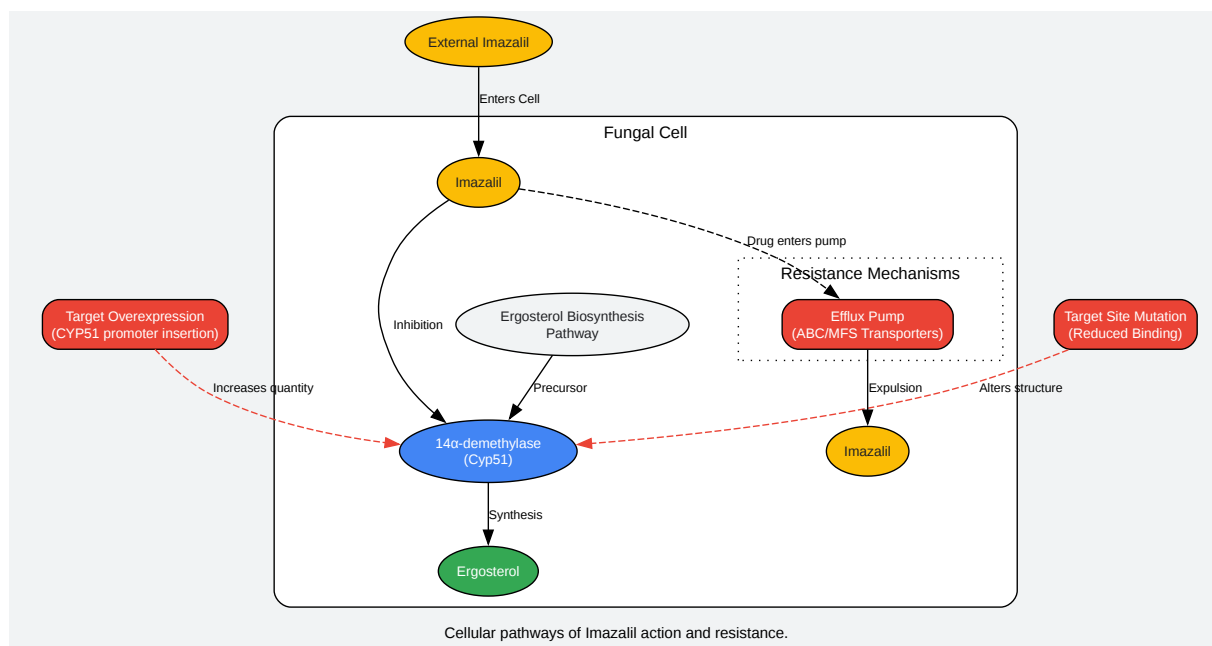 External Imazalil
Enters Cell
Fungal Cell
Imazalil
Drug enters pump
Resistance Mechanisms
Target Overexpression
(CYP51 promoter insertion)
Inhibition
Ergosterol Biosynthesis
Pathway
Efflux Pump
(ABC/MFS Transporters)
Target Site Mutation
(Reduced Binding)
Increases quantity
Precursor
Expulsion
Alters structure
14α-demethylase
(Cyp51)
Imazalil
Synthesis
Ergosterol
Cellular pathways of Imazalil action and resistance.